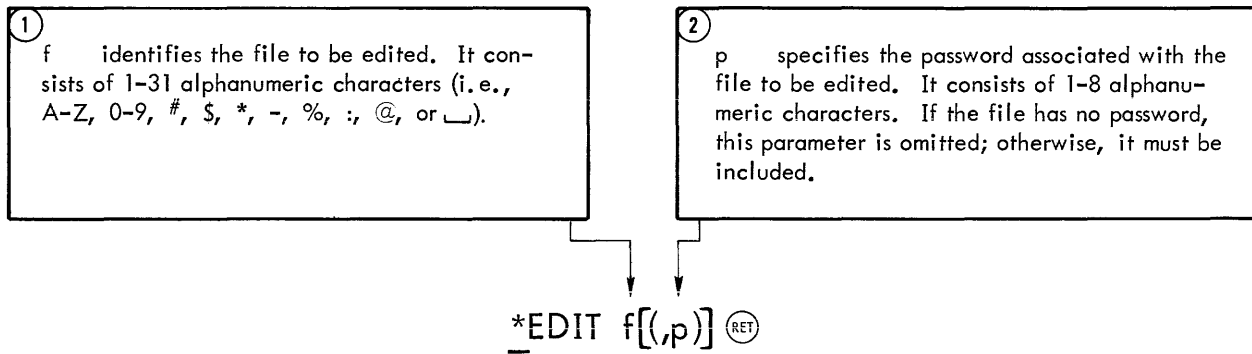 1
f identifies the file to be edited. It con-
sists of 1-31 alphanumeric characters (i.e.,
A-Z, 0-9, #, $, *, -, %, :, @, or ⎵).
2
p specifies the password associated with the
file to be edited. It consists of 1-8 alphanu-
meric characters. If the file has no password,
this parameter is omitted; otherwise, it must be
included.
*EDIT f[(,p)] RET